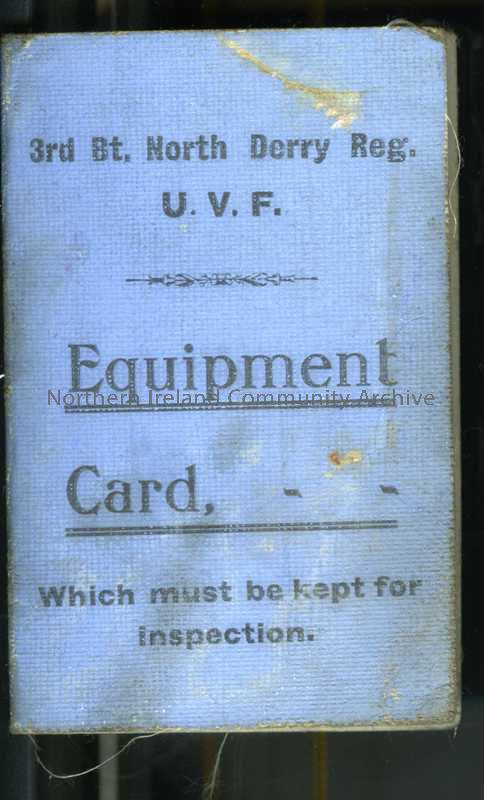 3rd Bt. North Derry Reg.
U. V. F.
Equipment
Northern Ireland Community Archive
Card, - -
Which must be kept for
inspection.